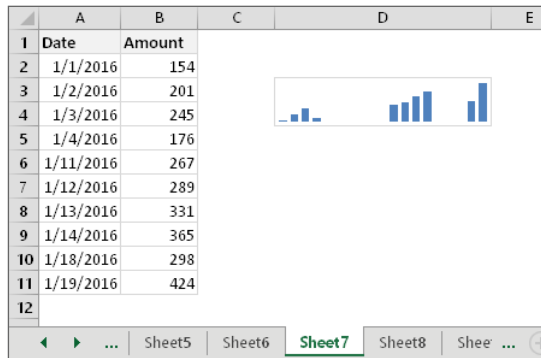 A B C D E
1 Date Amount
2 1/1/2016 154
3 1/2/2016 201
4 1/3/2016 245
5 1/4/2016 176
6 1/11/2016 267
7 1/12/2016 289
8 1/13/2016 331
9 1/14/2016 365
10 1/18/2016 298
11 1/19/2016 424
12
... Sheet5 Sheet6 Sheet7 Sheet8 Shee ...